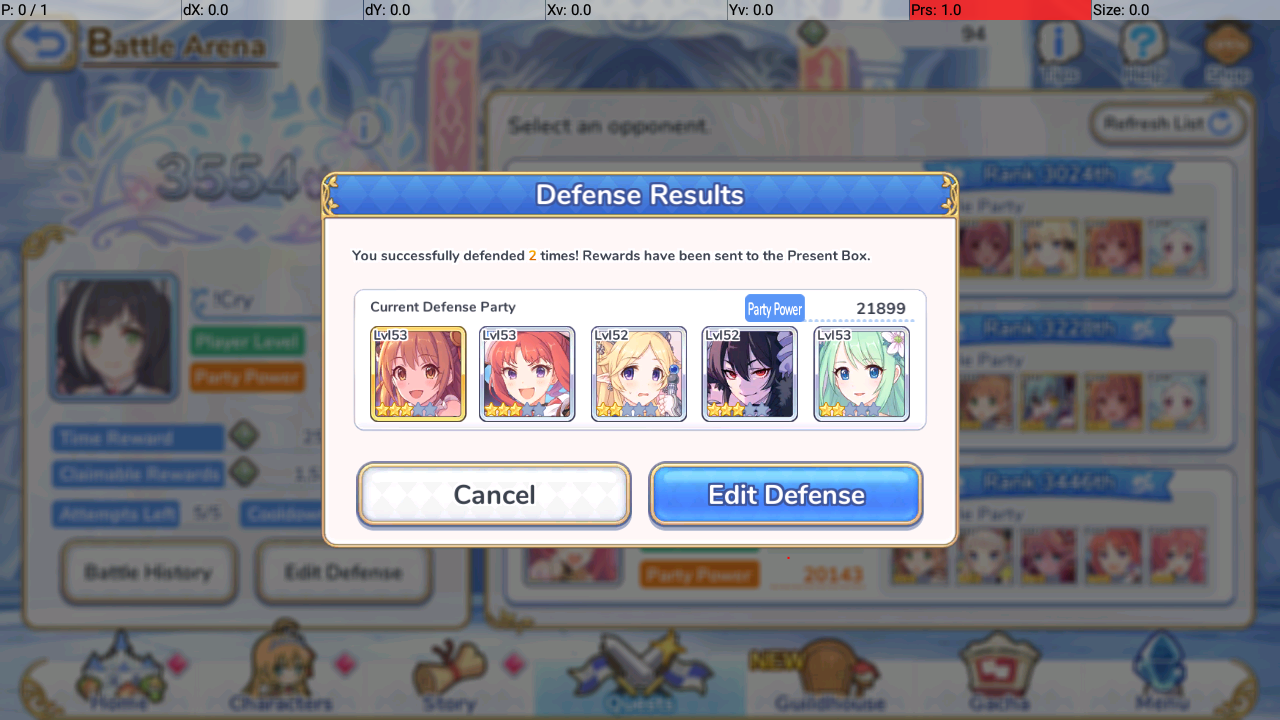 P: 0 / 1
dX: 0.0
dY: 0.0
Xv: 0.0
Yv: 0.0
Prs: 1.0
Size: 0.0
Battle Arena
94
Tips
Help
Shop
Select an opponent.
Refresh List
3554
Rank 3024th
Defense Results
You successfully defended 2 times! Rewards have been sent to the Present Box.
Current Defense Party
Party Power
21899
Lvl53
Lvl53
Lvl52
Lvl52
Lvl53
!Cry
Player Level
Party Power
Rank 3228th
Time Reward
Claimable Rewards
Attempts Left
5/5
Rank 3446th
Cancel
Edit Defense
Battle History
Edit Defense
Party Power
20143
Home
Characters
Story
Quests
NEW
Guildhouse
Gacha
Menu